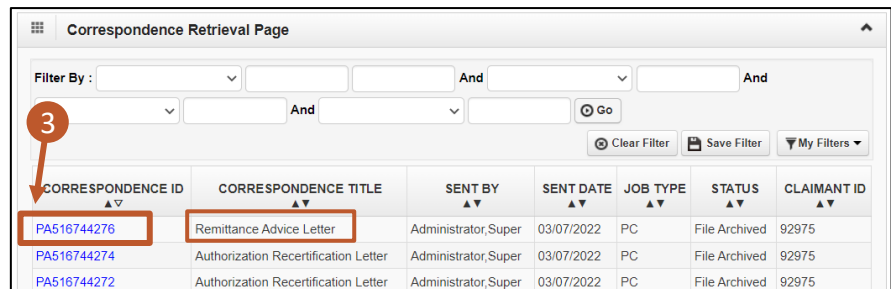 Correspondence Retrieval Page
Filter By : And And
And Go
3
Clear Filter Save Filter My Filters
CORRESPONDENCE ID CORRESPONDENCE TITLE SENT BY SENT DATE JOB TYPE STATUS CLAIMANT ID
PA516744276 Remittance Advice Letter Administrator,Super 03/07/2022 PC File Archived 92975
PA516744274 Authorization Recertification Letter Administrator,Super 03/07/2022 PC File Archived 92975
PA516744272 Authorization Recertification Letter Administrator,Super 03/07/2022 PC File Archived 92975